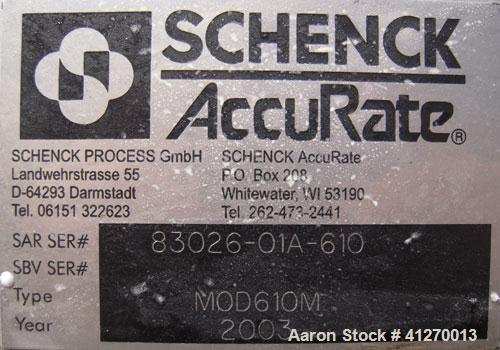 SCHENCK
AccuRate®
SCHENCK PROCESS GmbH
Landwehrstrasse 55
D-64293 Darmstadt
Tel. 06151 322623
SCHENCK AccuRate
P.O. Box 208
Whitewater, WI 53190
Tel. 262-473-2441
SAR SER# 83026-01A-610
SBV SER#
Type MOD610M
Year 2003
Aaron Stock # 41270013